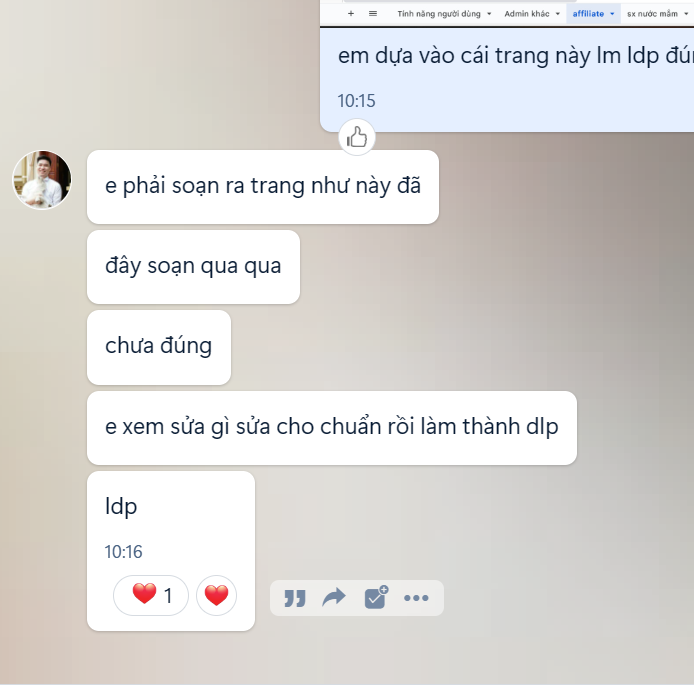 Tính năng người dùng
Admin khác
affiliate
sx nước mắm
em dựa vào cái trang này lm ldp
10:15
e phải soạn ra trang như này đã
đây soạn qua qua
chưa đúng
e xem sửa gì sửa cho chuẩn rồi làm thành dlp
ldp
10:16
1